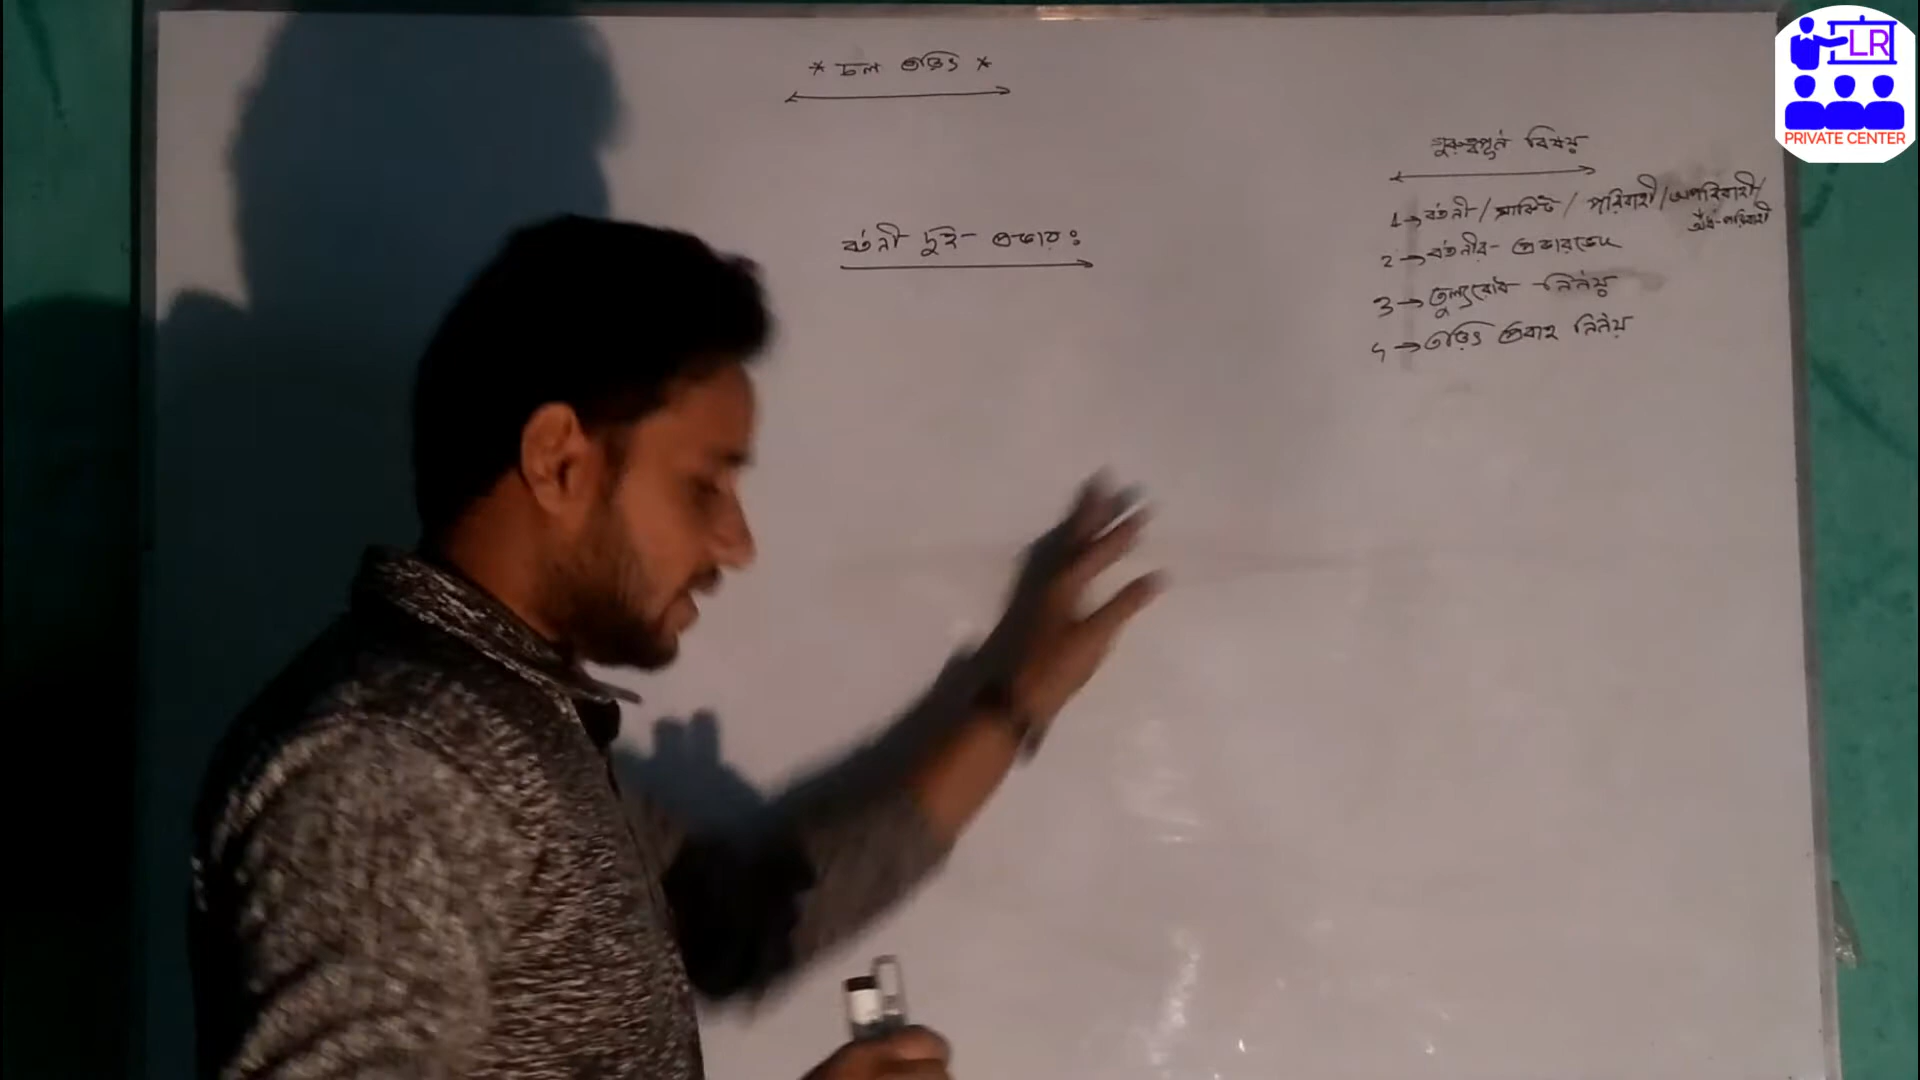 * চল তড়িৎ *
LR
PRIVATE CENTER
গুরুত্বপূর্ণ বিষয়
1→ বর্তনী / সার্কিট / পরিবাহী / অপরিবাহী /
অর্ধ-পরিবাহী
2→ বর্তনীর প্রকারভেদ
3→ তুল্যরোধ নির্ণয়
4→ তড়িৎ প্রবাহ নির্ণয়
বর্তনী দুই প্রকারঃ